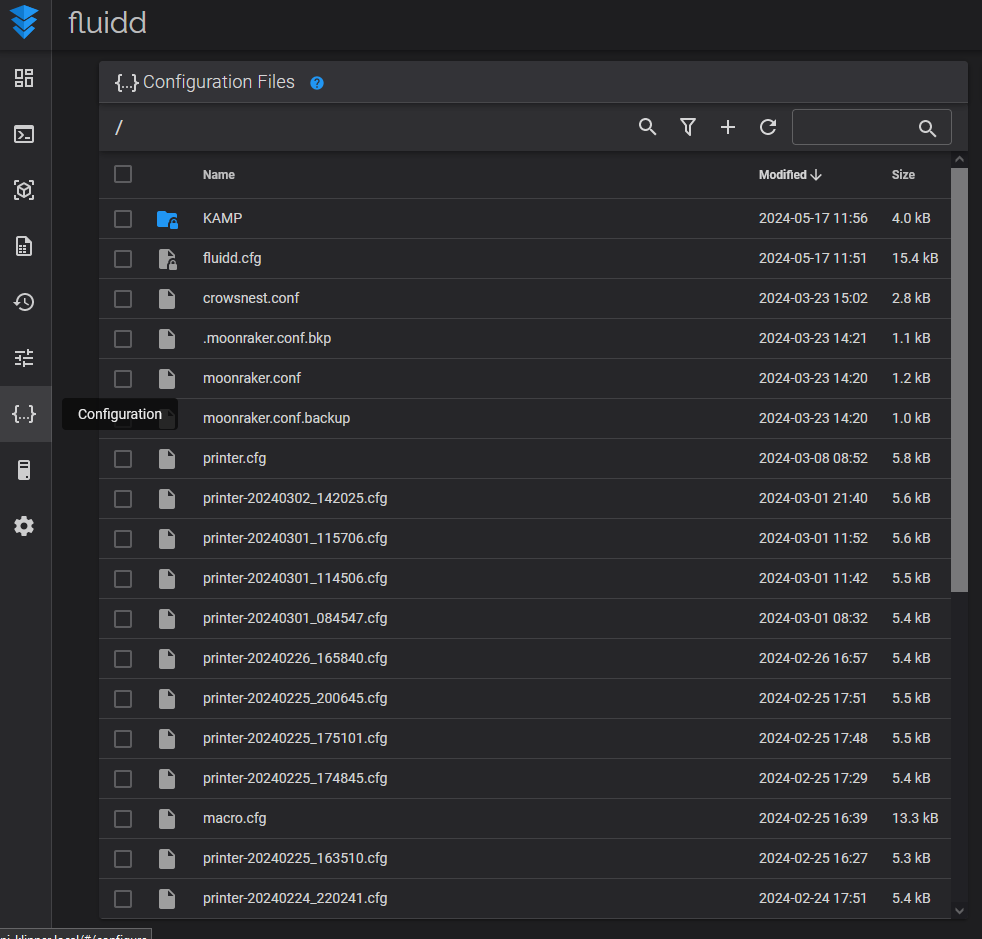 fluidd
{...} Configuration Files ?
/
Name Modified Size
KAMP 2024-05-17 11:56 4.0 kB
fluidd.cfg 2024-05-17 11:51 15.4 kB
crowsnest.conf 2024-03-23 15:02 2.8 kB
.moonraker.conf.bkp 2024-03-23 14:21 1.1 kB
moonraker.conf 2024-03-23 14:20 1.2 kB
{...} Configuration
moonraker.conf.backup 2024-03-23 14:20 1.0 kB
printer.cfg 2024-03-08 08:52 5.8 kB
printer-20240302_142025.cfg 2024-03-01 21:40 5.6 kB
printer-20240301_115706.cfg 2024-03-01 11:52 5.6 kB
printer-20240301_114506.cfg 2024-03-01 11:42 5.5 kB
printer-20240301_084547.cfg 2024-03-01 08:32 5.4 kB
printer-20240226_165840.cfg 2024-02-26 16:57 5.4 kB
printer-20240225_200645.cfg 2024-02-25 17:51 5.5 kB
printer-20240225_175101.cfg 2024-02-25 17:48 5.5 kB
printer-20240225_174845.cfg 2024-02-25 17:29 5.4 kB
macro.cfg 2024-02-25 16:39 13.3 kB
printer-20240225_163510.cfg 2024-02-25 16:27 5.3 kB
printer-20240224_220241.cfg 2024-02-24 17:51 5.4 kB